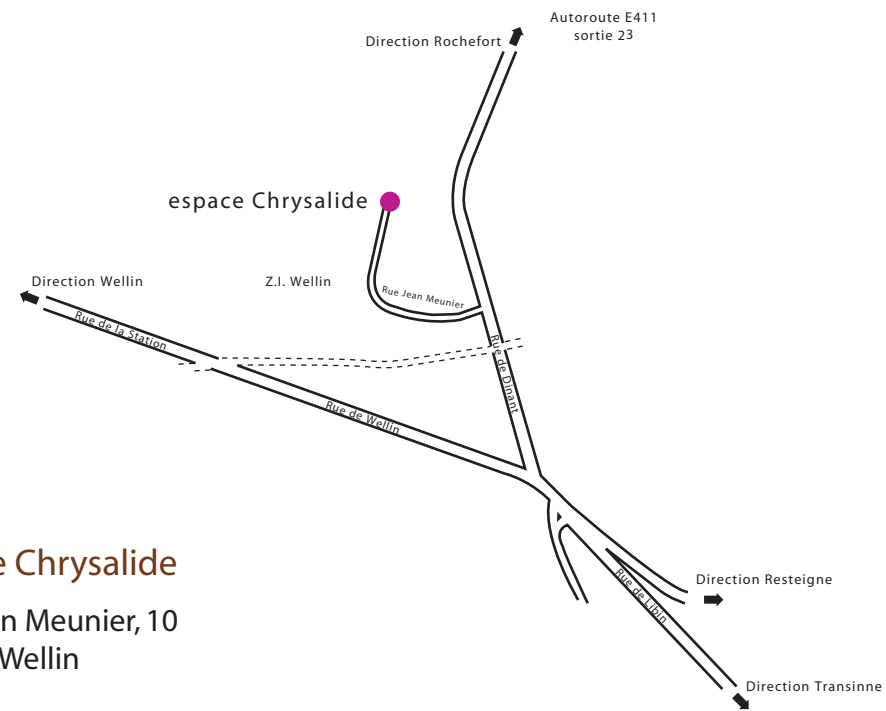 Autoroute E411
sortie 23
Direction Rochefort
espace Chrysalide
Direction Wellin
Z.I. Wellin
Rue Jean Meunier
Rue de la Station
Rue de Dinant
Rue de Wellin
e Chrysalide
n Meunier, 10
Wellin
Direction Resteigne
Rue de Libin
Direction Transinne